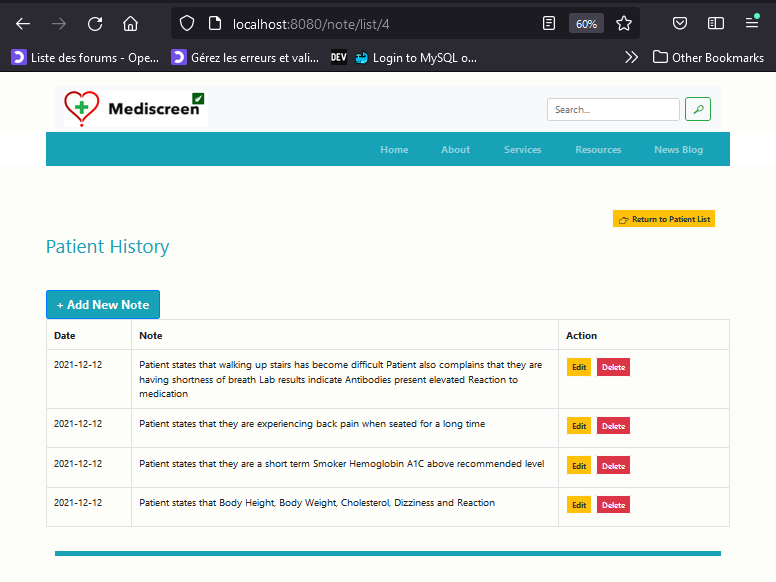 localhost:8080/note/list/4
60%
Liste des forums - Ope...
Gérez les erreurs et vali...
DEV
Login to MySQL o...
Other Bookmarks
Mediscreen
Search...
Home
About
Services
Resources
News Blog
Return to Patient List
Patient History
+ Add New Note
Date
Note
Action
2021-12-12
Patient states that walking up stairs has become difficult Patient also complains that they are
having shortness of breath Lab results indicate Antibodies present elevated Reaction to
medication
Edit
Delete
2021-12-12
Patient states that they are experiencing back pain when seated for a long time
Edit
Delete
2021-12-12
Patient states that they are a short term Smoker Hemoglobin A1C above recommended level
Edit
Delete
2021-12-12
Patient states that Body Height, Body Weight, Cholesterol, Dizziness and Reaction
Edit
Delete